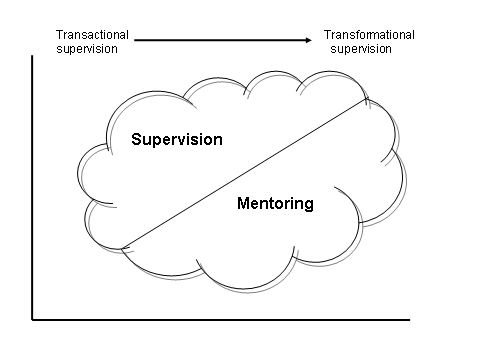 Transactional
supervision
Transformational
supervision
Supervision
Mentoring